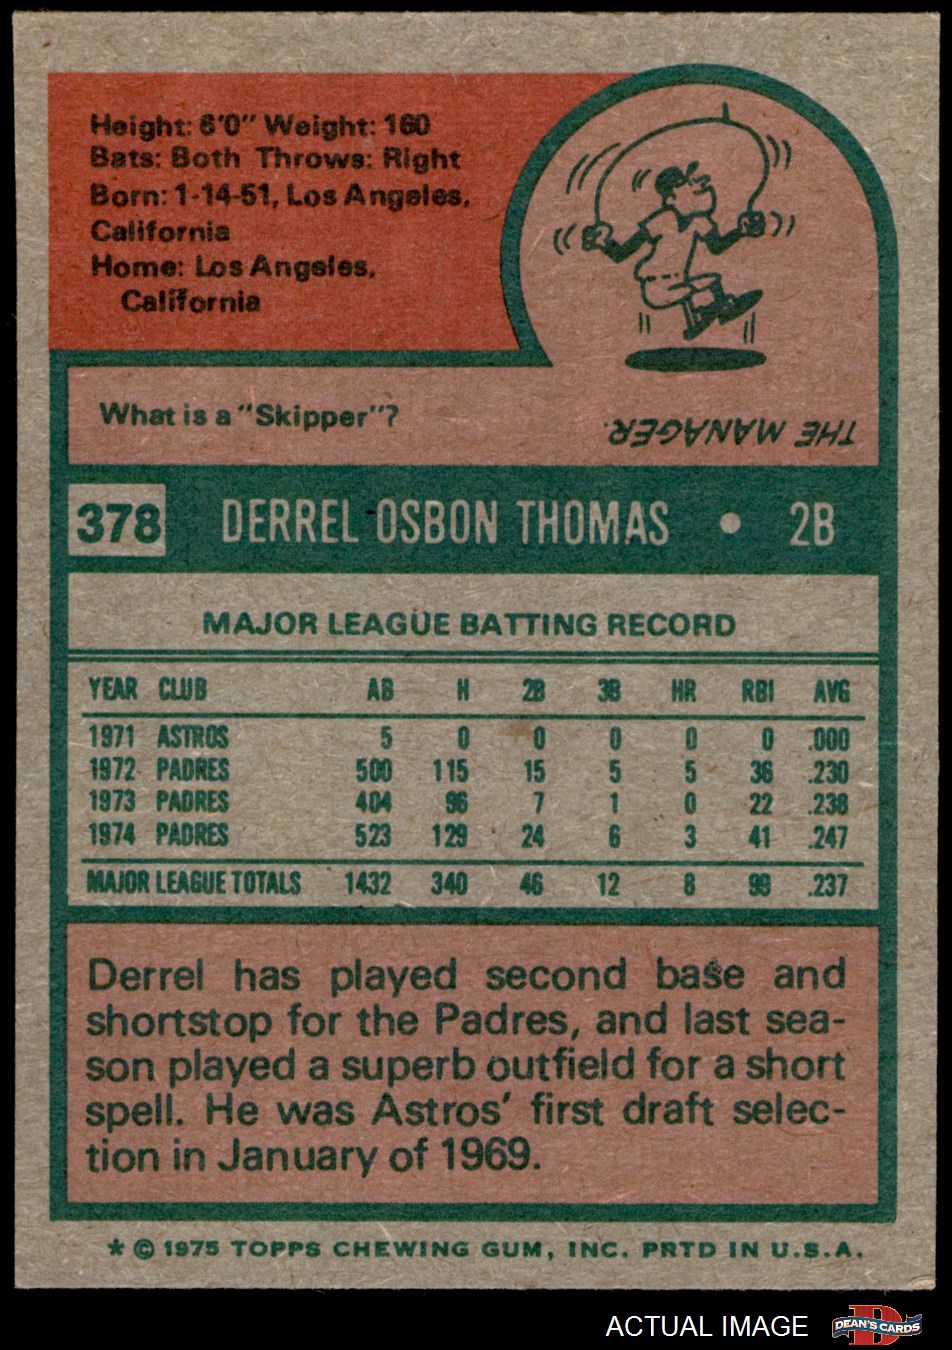 Height: 6'0" Weight: 160
Bats: Both Throws: Right
Born: 1-14-51, Los Angeles,
California
Home: Los Angeles,
California
What is a "Skipper"?
THE MANAGER.
378 DERREL OSBON THOMAS • 2B
MAJOR LEAGUE BATTING RECORD
YEAR CLUB AB H 2B 3B HR RBI AVG
1971 ASTROS 5 0 0 0 0 0 .000
1972 PADRES 500 115 15 5 5 36 .230
1973 PADRES 404 96 7 1 0 22 .238
1974 PADRES 523 129 24 6 3 41 .247
MAJOR LEAGUE TOTALS 1432 340 46 12 8 99 .237
Derrel has played second base and
shortstop for the Padres, and last sea-
son played a superb outfield for a short
spell. He was Astros' first draft selec-
tion in January of 1969.
* © 1975 TOPPS CHEWING GUM, INC. PRTD IN U.S.A.
ACTUAL IMAGE
D
DEAN'S CARDS